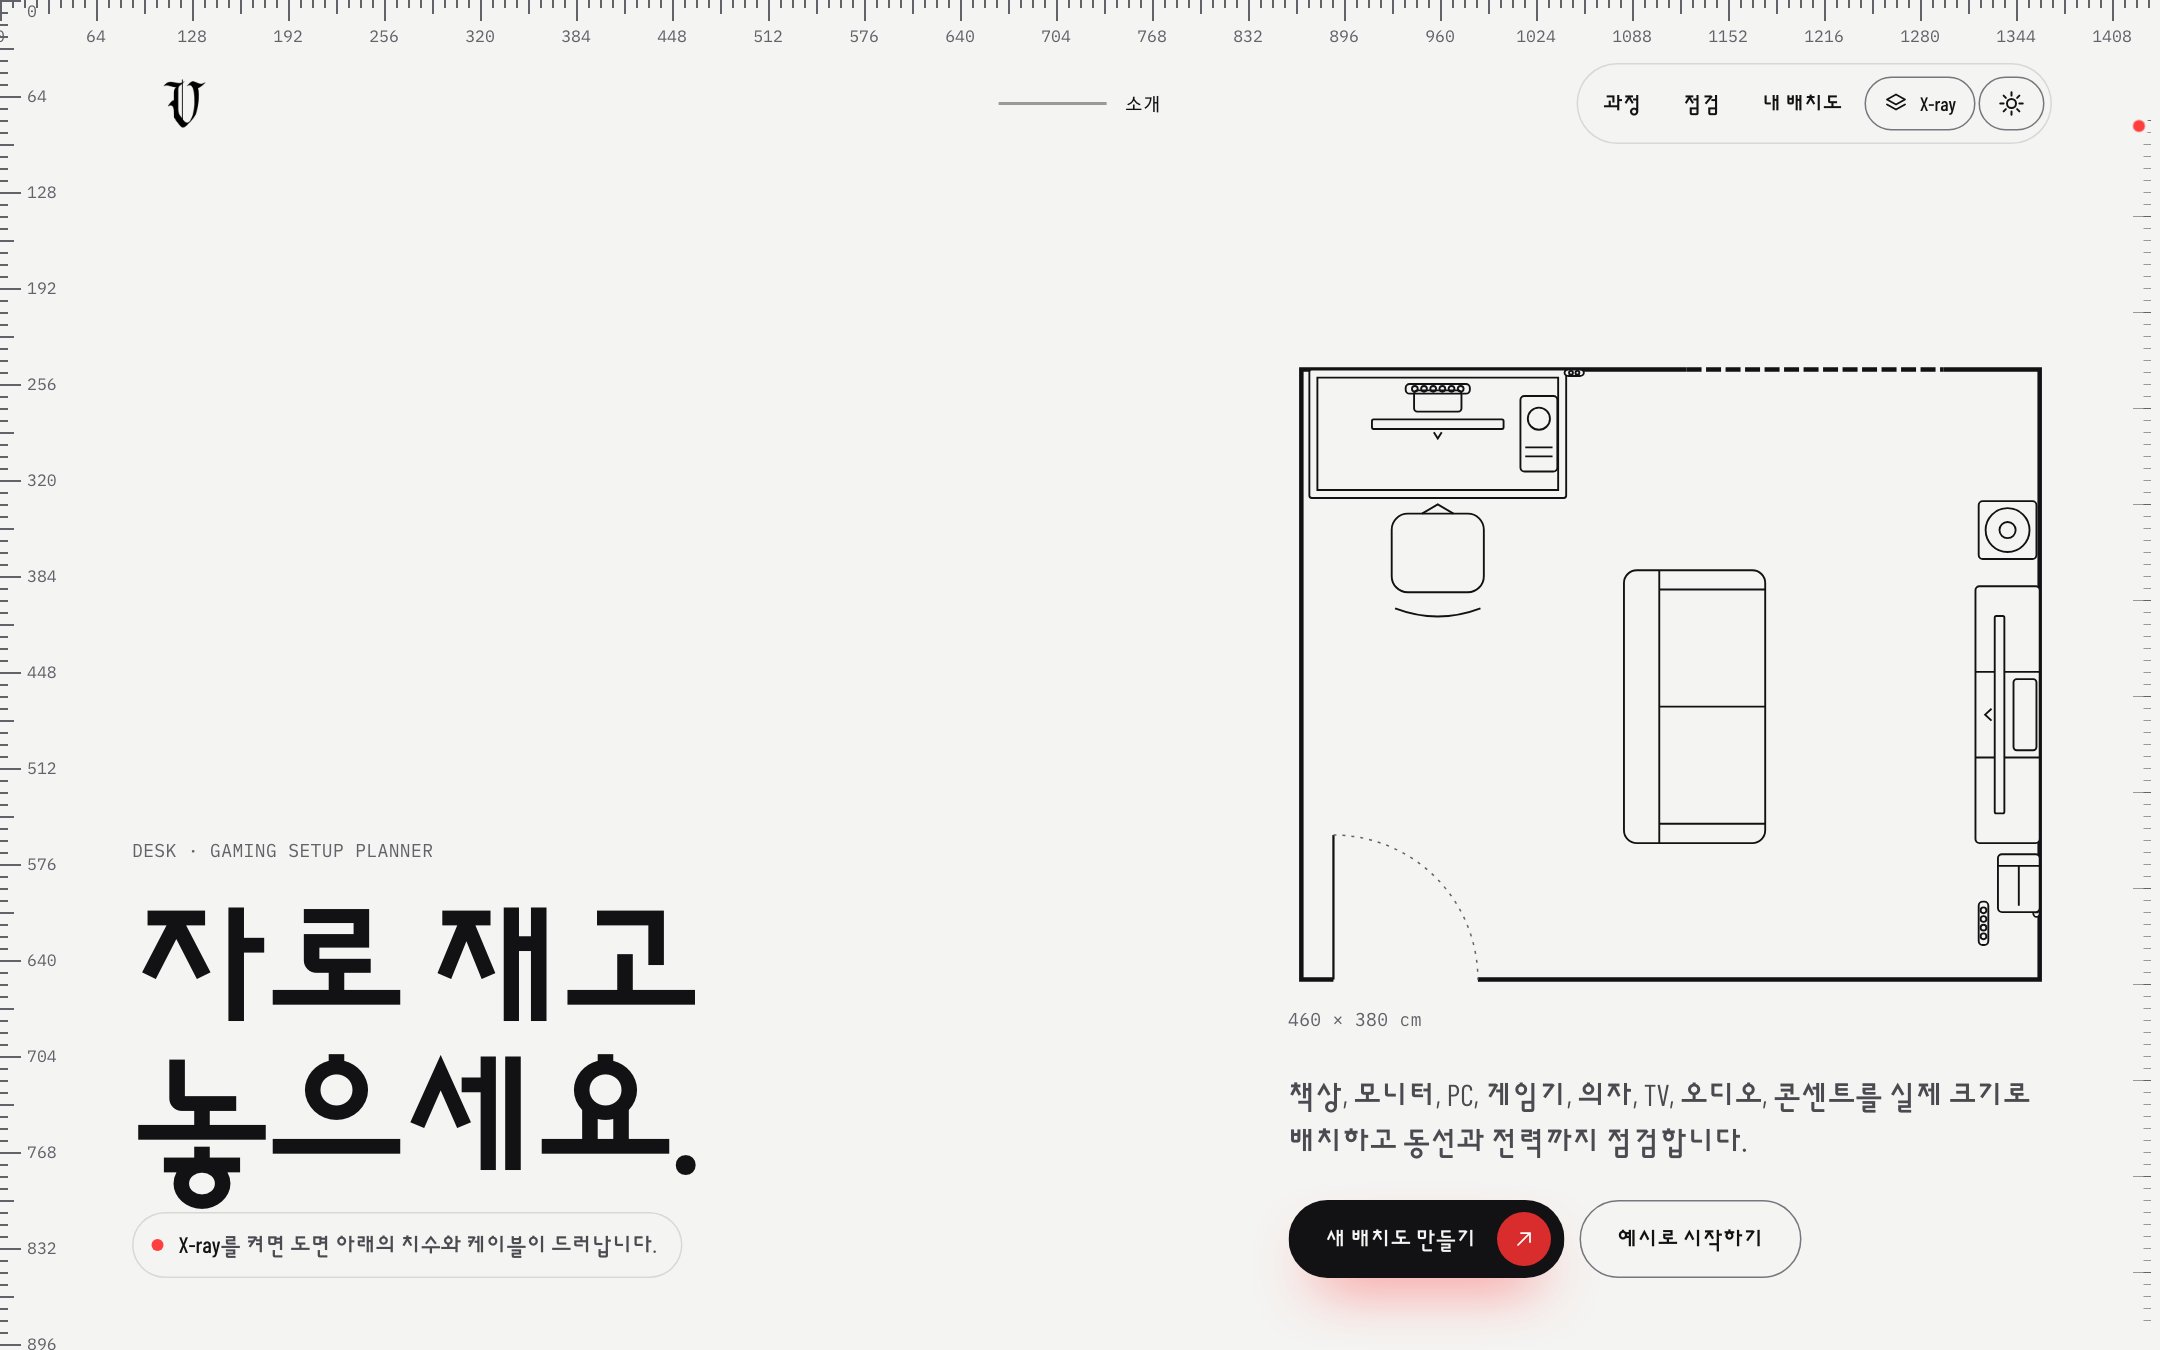 0 64 128 192 256 320 384 448 512 576 640 704 768 832 896 960 1024 1088 1152 1216 1280 1344 1408
0
64
128
192
256
320
384
448
512
576
640
704
768
832
896
V
소개
과정 점검 내 배치도 X-ray
DESK · GAMING SETUP PLANNER
자로 재고
놓으세요.
X-ray를 켜면 도면 아래의 치수와 케이블이 드러납니다.
460 × 380 cm
책상, 모니터, PC, 게임기, 의자, TV, 오디오, 콘센트를 실제 크기로
배치하고 동선과 전력까지 점검합니다.
새 배치도 만들기
예시로 시작하기